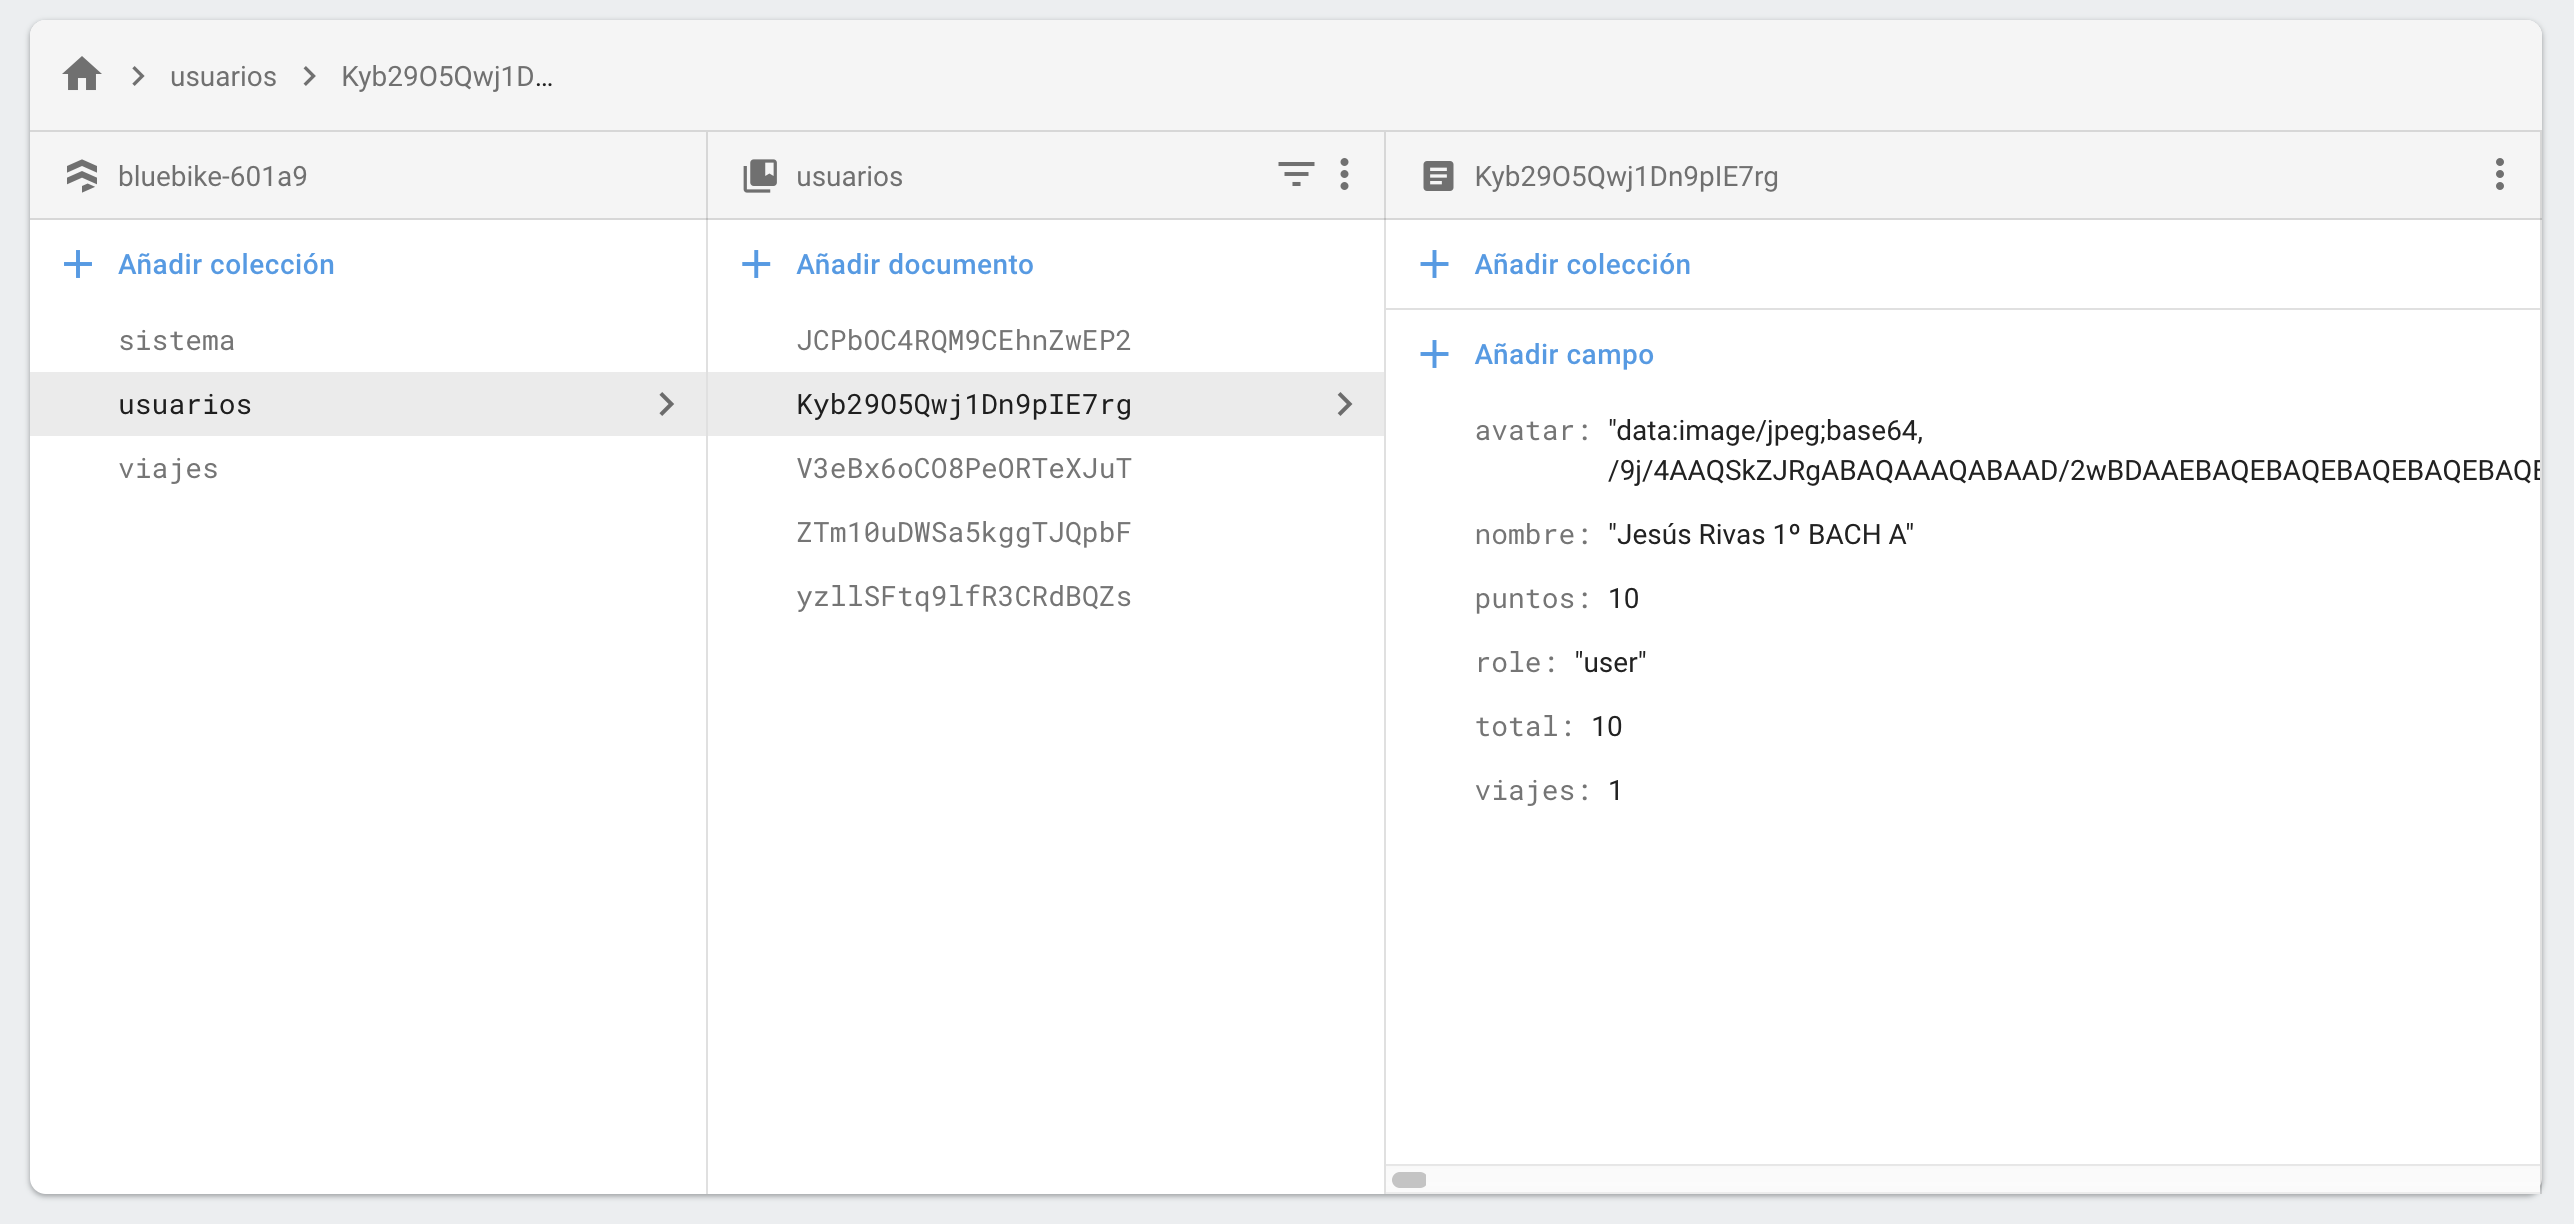 usuarios
Kyb29O5Qwj1D...
bluebike-601a9
Añadir colección
sistema
usuarios
viajes
usuarios
Añadir documento
JCPbOC4RQM9CEhnZwEP2
Kyb29O5Qwj1Dn9pIE7rg
V3eBx6oCO8PeORTeXJuT
ZTm10uDWSa5kggTJQpbF
yzllSFtq9lfR3CRdBQZs
Kyb29O5Qwj1Dn9pIE7rg
Añadir colección
Añadir campo
avatar: "data:image/jpeg;base64,
/9j/4AAQSkZJRgABAQAAAQABAAD/2wBDAAEBAQEBAQEBAQEBAQEBAQE
nombre: "Jesús Rivas 1º BACH A"
puntos: 10
role: "user"
total: 10
viajes: 1